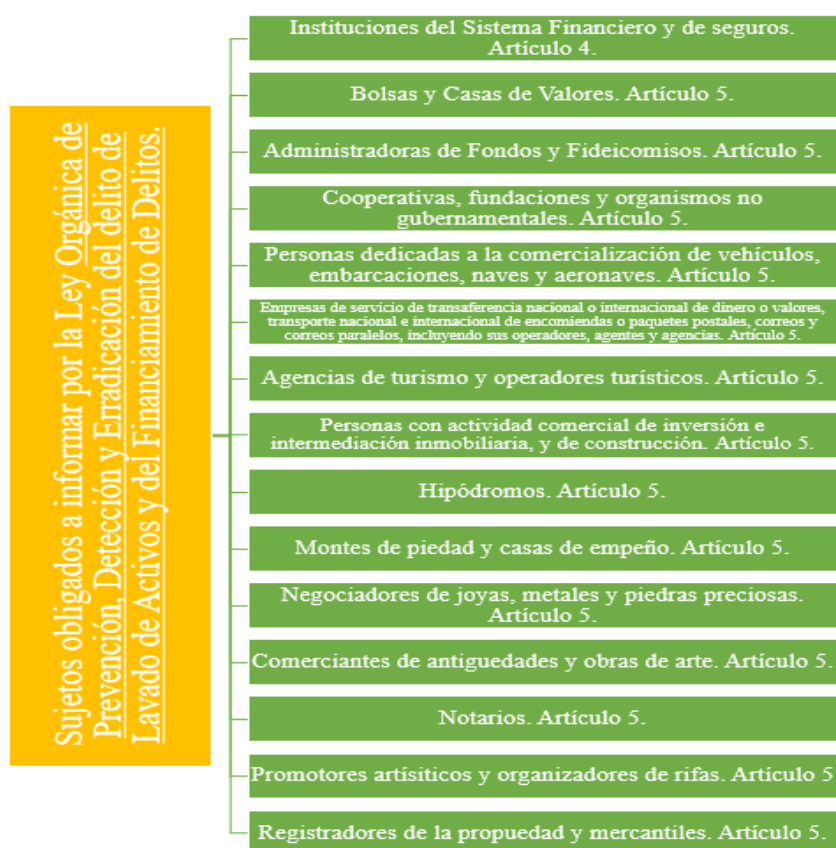 Sujetos obligados a informar por la Ley Orgánica de
Prevención, Detección y Erradicación del delito de
Lavado de Activos y del Financiamiento de Delitos.
Instituciones del Sistema Financiero y de seguros.
Artículo 4.
Bolsas y Casas de Valores. Artículo 5.
Administradoras de Fondos y Fideicomisos. Artículo 5.
Cooperativas, fundaciones y organismos no
gubernamentales. Artículo 5.
Personas dedicadas a la comercialización de vehículos,
embarcaciones, naves y aeronaves. Artículo 5.
Empresas de servicio de transaferencia nacional o internacional de dinero o valores,
transporte nacional e internacional de encomiendas o paquetes postales, correos y
correos paralelos, incluyendo sus operadores, agentes y agencias. Artículo 5.
Agencias de turismo y operadores turísticos. Artículo 5.
Personas con actividad comercial de inversión e
intermediación inmobiliaria, y de construcción. Artículo 5.
Hipódromos. Artículo 5.
Montes de piedad y casas de empeño. Artículo 5.
Negociadores de joyas, metales y piedras preciosas.
Artículo 5.
Comerciantes de antiguedades y obras de arte. Artículo 5.
Notarios. Artículo 5.
Promotores artísiticos y organizadores de rifas. Artículo 5
Registradores de la propuedad y mercantiles. Artículo 5.